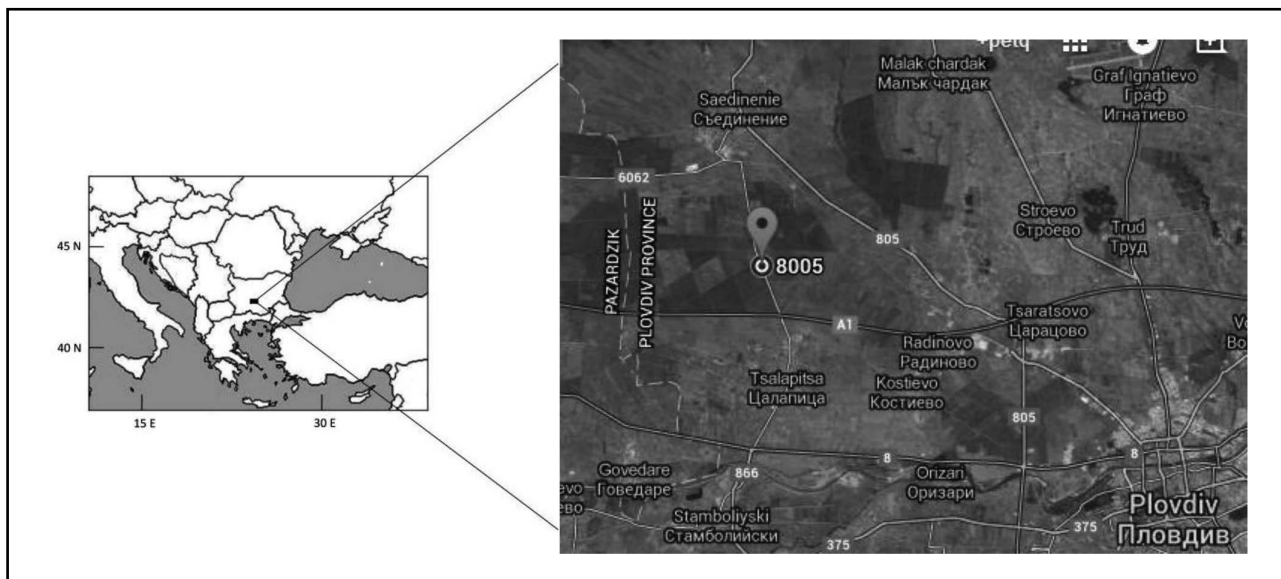 45 N
40 N
15 E
30 E
+petq
Malak chardak
Малък чардак
Graf Ignatievo
Граф
Игнатиево
Saedinenie
Съединение
6062
PAZARDZIK
PLOVDIV PROVINCE
805
Stroevo
Строево
Trud
Труд
8005
A1
Tsaratsovo
Царацово
Radinovo
Радиново
Tsalapitsa
Цалапица
Kostievo
Костиево
805
8
8
866
Govedare
Говедаре
Orizari
Оризари
Stamboliyski
Стамболийски
375
375
Plovdiv
Пловдив